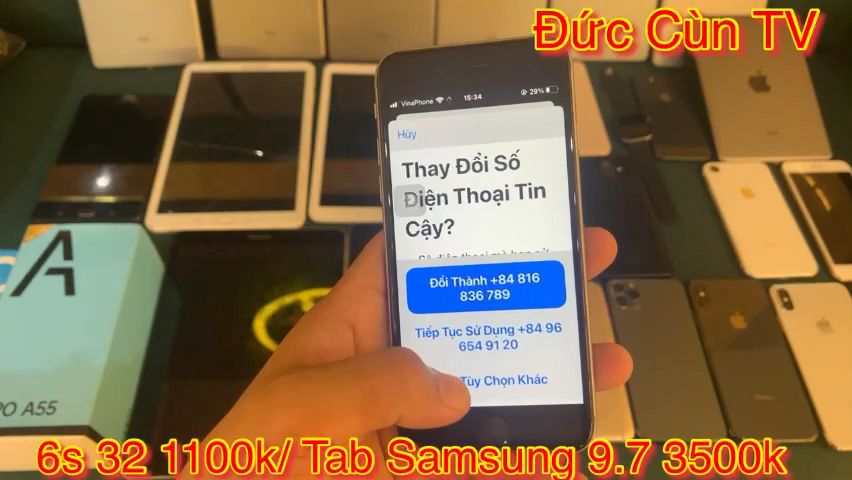 Đức Cùn TV
VinaPhone 15:34 29%
Hủy
Thay Đổi Số
Điện Thoại Tin
Cậy?
Đổi Thành +84 816
836 789
Tiếp Tục Sử Dụng +84 96
654 91 20
Tùy Chọn Khác
A
O A55
6s 32 1100k/ Tab Samsung 9.7 3500k